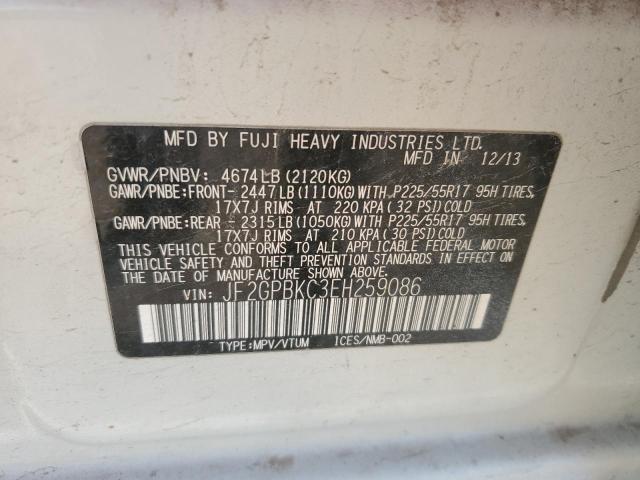 MFD BY FUJI HEAVY INDUSTRIES LTD.
MFD IN 12/13
GVWR/PNBV: 4674LB (2120KG)
GAWR/PNBE:FRONT- 2447LB(1110KG)WITH P225/55R17 95H TIRES,
17X7J RIMS AT 220 KPA (32 PSI)COLD
GAWR/PNBE:REAR - 2315LB(1050KG)WITH P225/55R17 95H TIRES,
17X7J RIMS AT 210 KPA (30 PSI)COLD
THIS VEHICLE CONFORMS TO ALL APPLICABLE FEDERAL MOTOR
VEHICLE SAFETY AND THEFT PREVENTION STANDARDS IN EFFECT
ON THE DATE OF MANUFACTURE SHOWN ABOVE.
VIN: JF2GPBKC3EH259086
TYPE:MPV/VTUM ICES/NMB-002